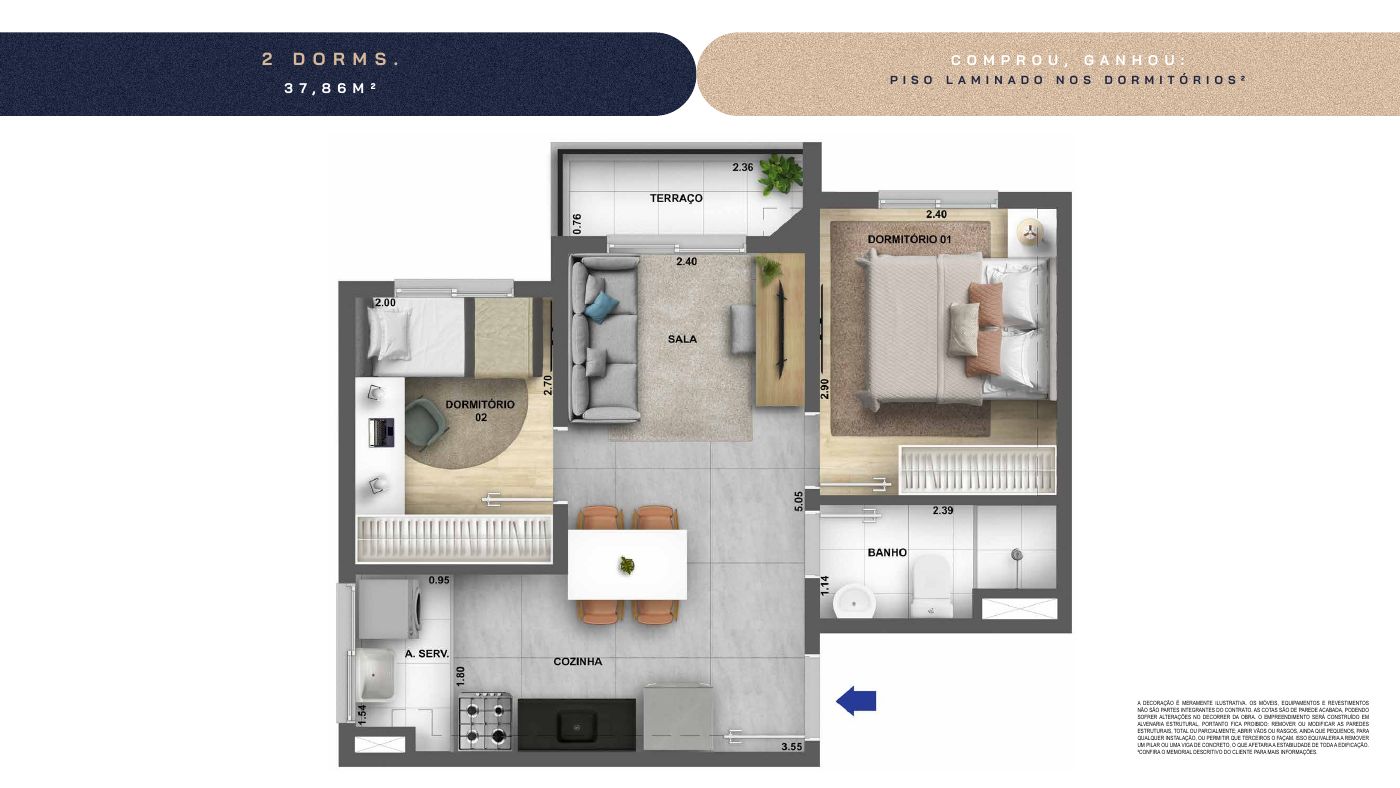 2 DORMS.
37,86M²
COMPROU, GANHOU:
PISO LAMINADO NOS DORMITÓRIOS²
2.36
TERRAÇO
0.76
2.40
DORMITÓRIO 01
2.40
2.00
SALA
2.70
2.90
DORMITÓRIO
02
5.05
2.39
BANHO
1.14
0.95
A. SERV.
COZINHA
1.80
1.54
3.55
A DECORAÇÃO É MERAMENTE ILUSTRATIVA. OS MÓVEIS, EQUIPAMENTOS E REVESTIMENTOS
NÃO SÃO PARTES INTEGRANTES DO CONTRATO. AS COTAS SÃO DE PAREDE ACABADA, PODENDO
SOFRER ALTERAÇÕES NO DECORRER DA OBRA. O EMPREENDIMENTO SERÁ CONSTRUÍDO EM
ALVENARIA ESTRUTURAL, PORTANTO FICA PROIBIDO: REMOVER OU MODIFICAR AS PAREDES
ESTRUTURAIS, TOTAL OU PARCIALMENTE; ABRIR VÃOS OU RASGOS, AINDA QUE PEQUENOS, PARA
QUALQUER INSTALAÇÃO, OU PERMITIR QUE TERCEIROS O FAÇAM. ISSO EQUIVALERIA A REMOVER
UM PILAR OU UMA VIGA DE CONCRETO, O QUE AFETARIA A ESTABILIDADE DE TODA A EDIFICAÇÃO.
²CONFIRA O MEMORIAL DESCRITIVO DO CLIENTE PARA MAIS INFORMAÇÕES.